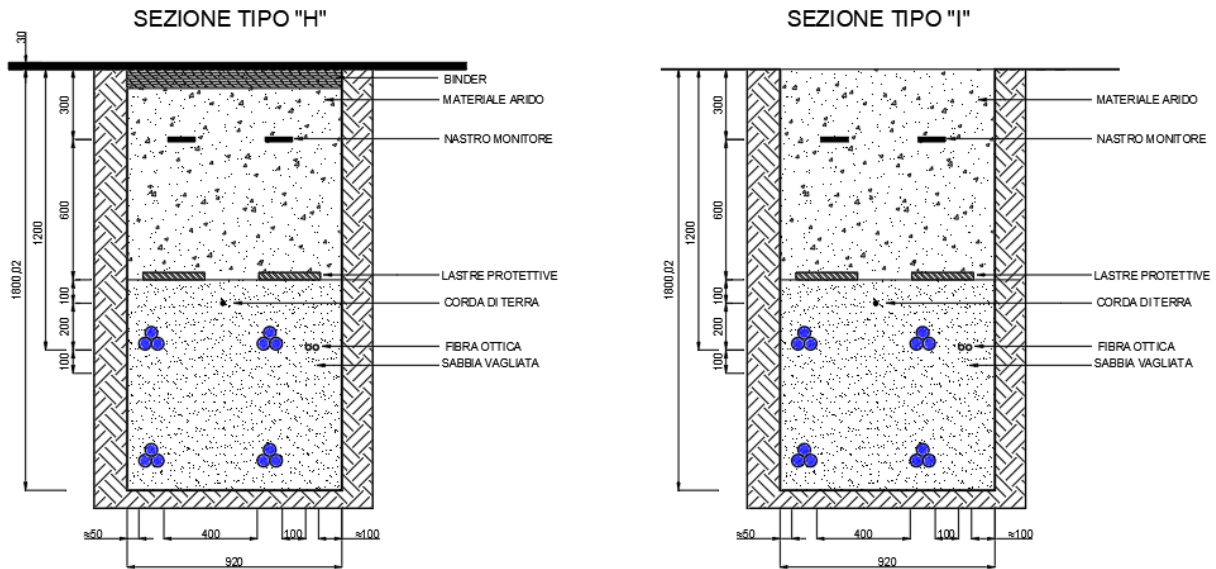 SEZIONE TIPO "H"
30
300
600
1200
1800,02
100
200
100
BINDER
MATERIALE ARIDO
NASTRO MONITORE
LASTRE PROTETTIVE
CORDA DI TERRA
FIBRA OTTICA
SABBIA VAGLIATA
≈50
400
100
≈100
920
SEZIONE TIPO "I"
300
600
1200
1800,02
100
200
100
MATERIALE ARIDO
NASTRO MONITORE
LASTRE PROTETTIVE
CORDA DI TERRA
FIBRA OTTICA
SABBIA VAGLIATA
≈50
400
100
≈100
920